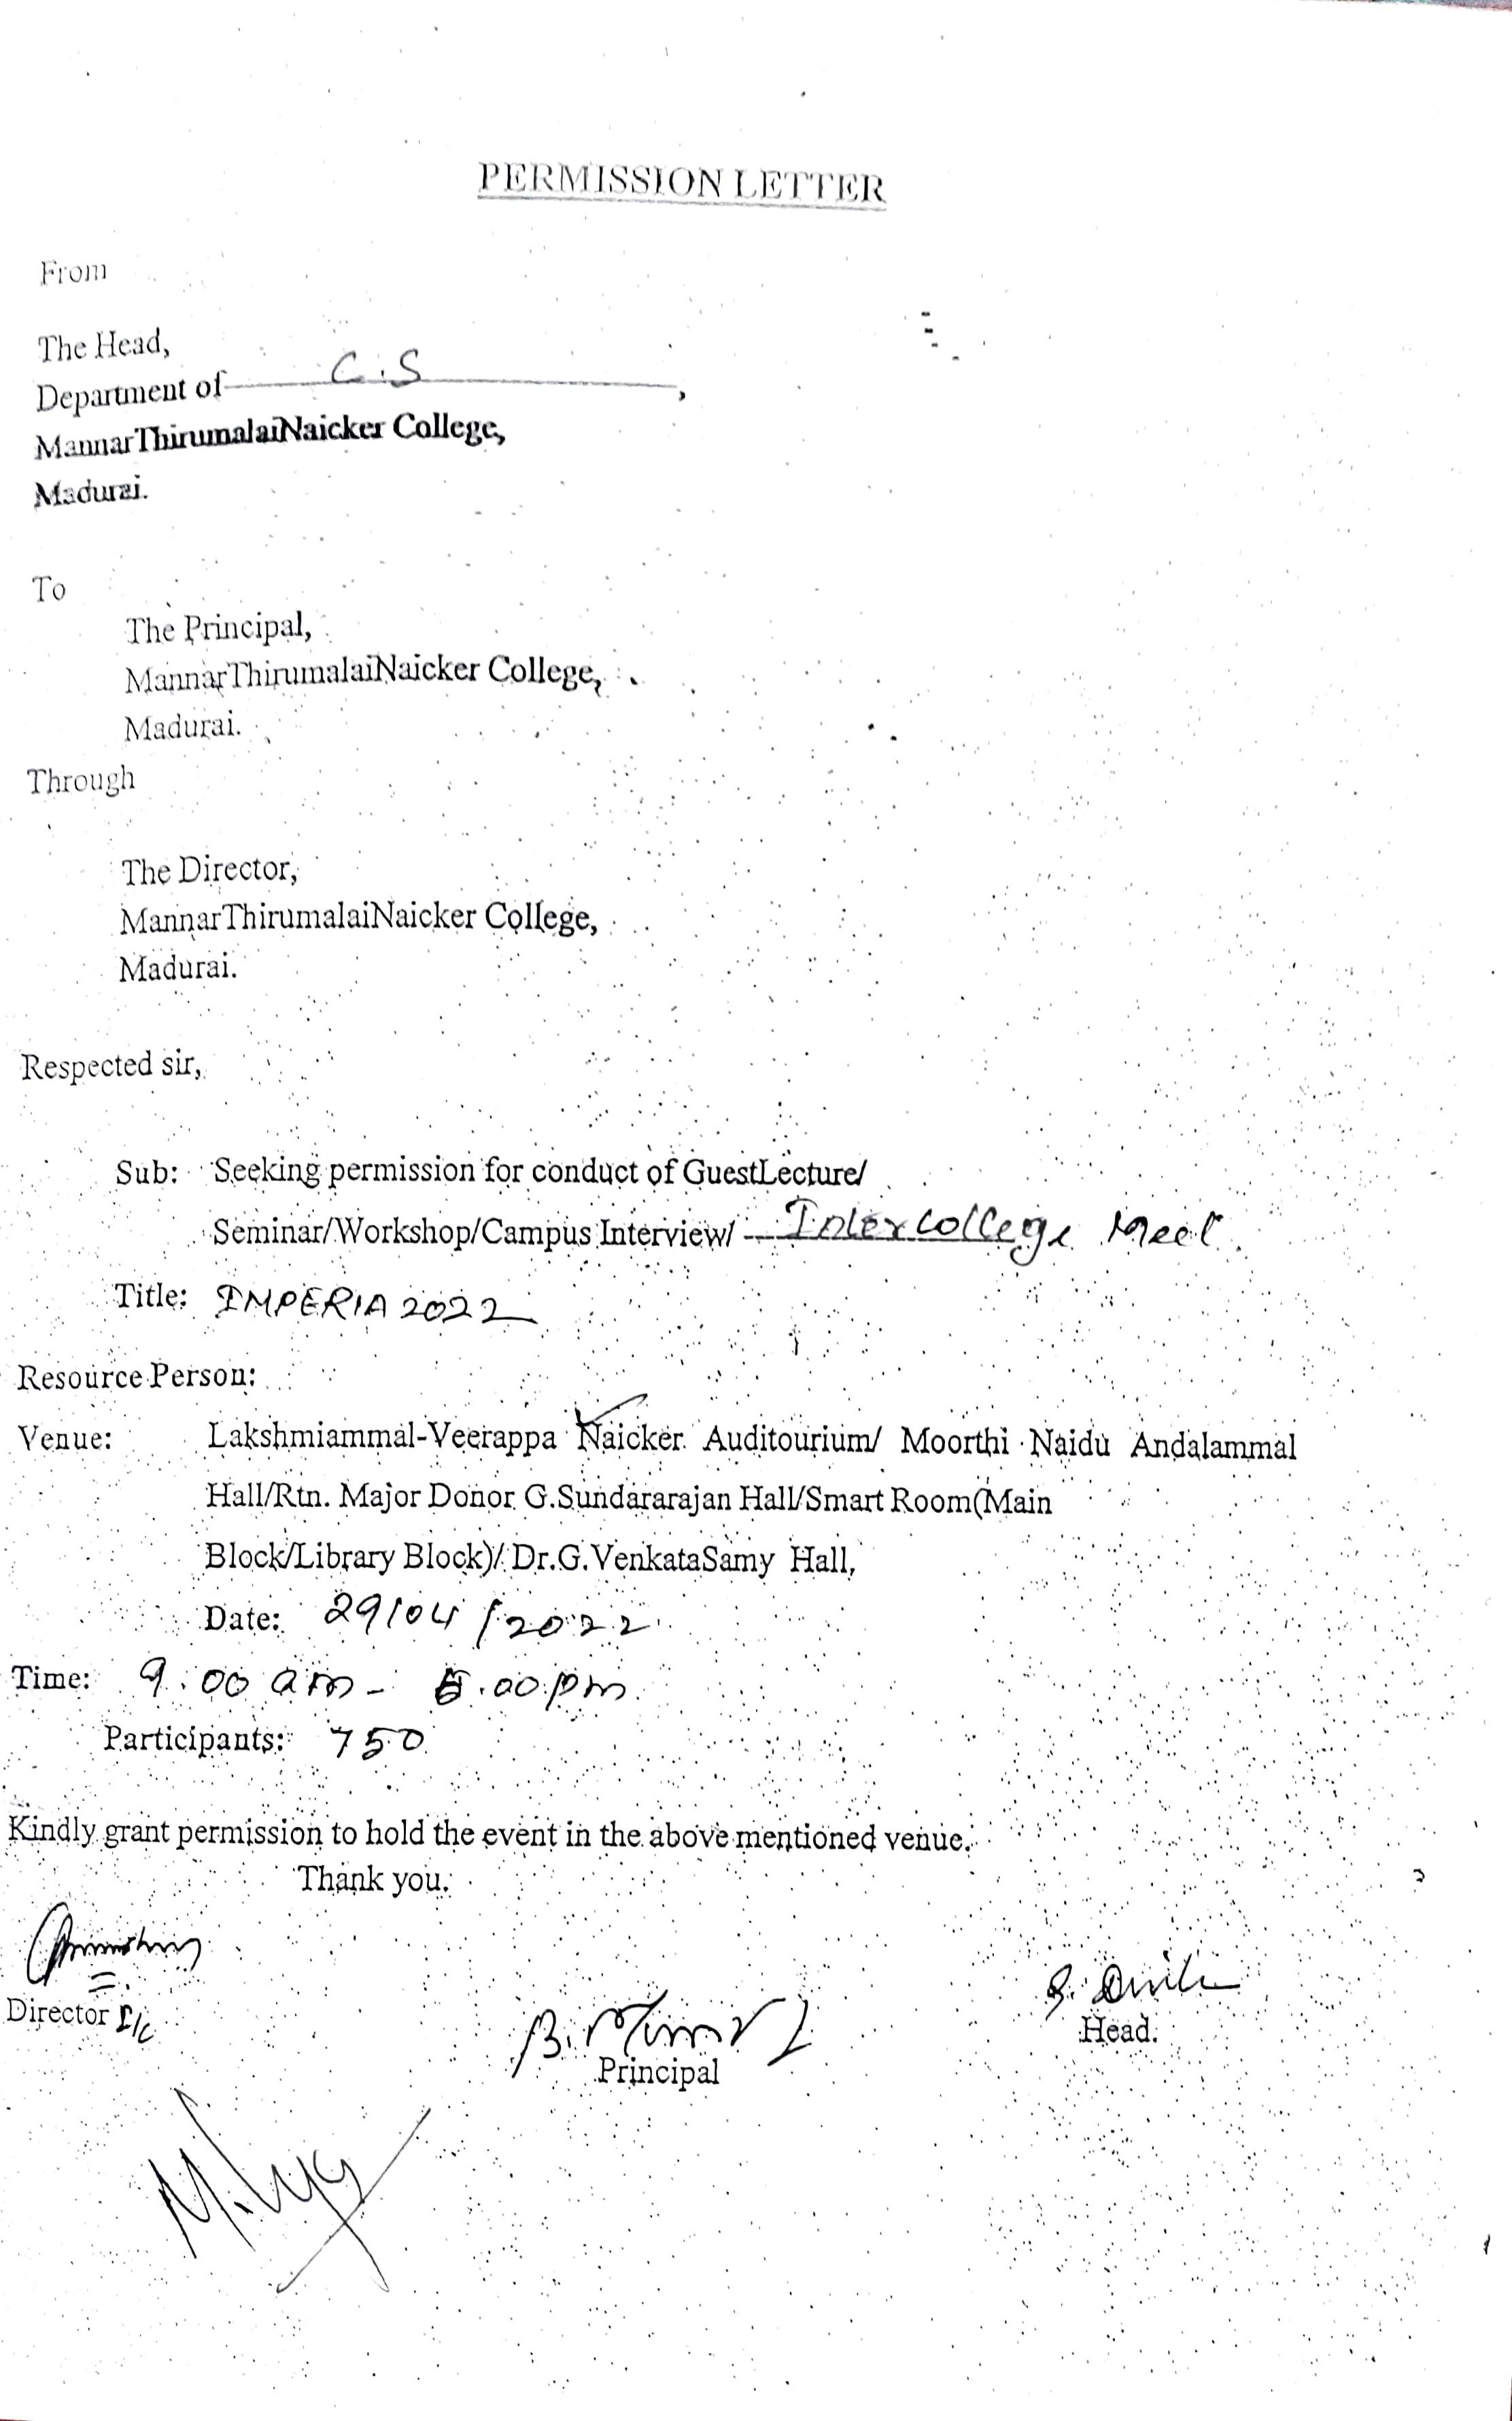 PERMISSION LETTER
From
The Head,
Department of C.S,
MannarThirumalaiNaicker College,
Madurai.
To
The Principal,
MannarThirumalaiNaicker College,
Madurai.
Through
The Director,
MannarThirumalaiNaicker College,
Madurai.
Respected sir,
Sub: Seeking permission for conduct of GuestLecture/
Seminar/Workshop/Campus Interview/ Intercollege Meet
Title: IMPERIA 2022
Resource Person:
Venue: Lakshmiammal-Veerappa Naicker Auditourium/ Moorthi Naidu Andalammal
Hall/Rtn. Major Donor G.Sundararajan Hall/Smart Room(Main
Block/Library Block)/ Dr.G.VenkataSamy Hall,
Date: 29/04/2022
Time: 9.00 am - 5.00 pm
Participants: 750
Kindly grant permission to hold the event in the above mentioned venue.
Thank you.
Director I/c
Head.
Principal